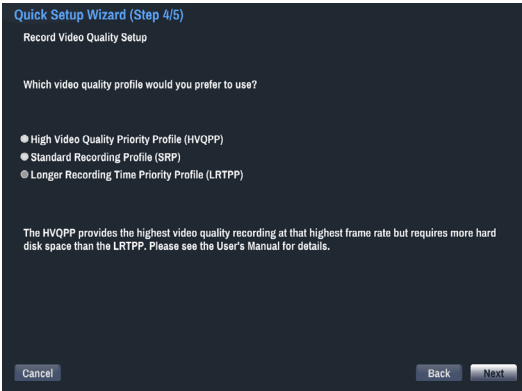 Quick Setup Wizard (Step 4/5)
Record Video Quality Setup
Which video quality profile would you prefer to use?
High Video Quality Priority Profile (HVQPP)
Standard Recording Profile (SRP)
Longer Recording Time Priority Profile (LRTPP)
The HVQPP provides the highest video quality recording at that highest frame rate but requires more hard
disk space than the LRTPP. Please see the User's Manual for details.
Cancel
Back
Next